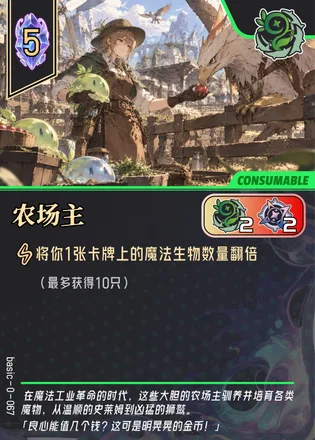 5
CONSUMABLE
农场主
2 2
将你1张卡牌上的魔法生物数量翻倍
（最多获得10只）
basic-0-067
在魔法工业革命的时代，这些大胆的农场主驯养并培育各类
魔物，从温顺的史莱姆到凶猛的狮鹫。
「良心能值几个钱？这可是明晃晃的金币！」